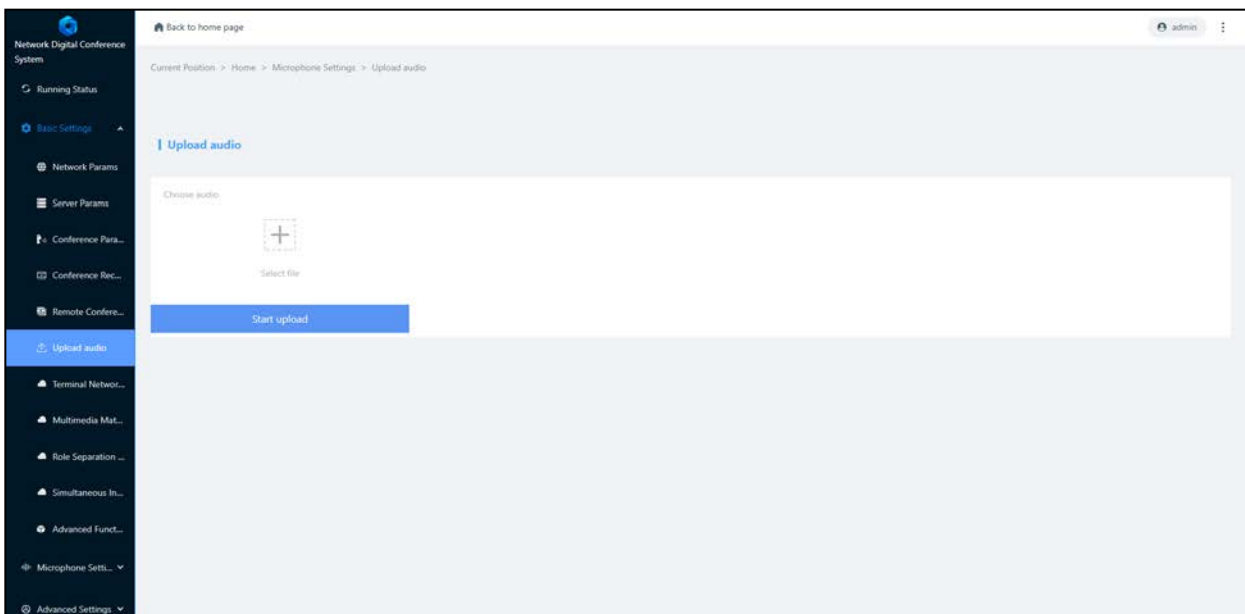 Network Digital Conference
System
Running Status
Basic Settings
Network Params
Server Params
Conference Para...
Conference Rec...
Remote Confere...
Upload audio
Terminal Networ...
Multimedia Mat...
Role Separation ...
Simultaneous In...
Advanced Funct...
Microphone Setti...
Advanced Settings
Back to home page
admin
Current Position > Home > Microphone Settings > Upload audio
Upload audio
Choose audio
Select file
Start upload